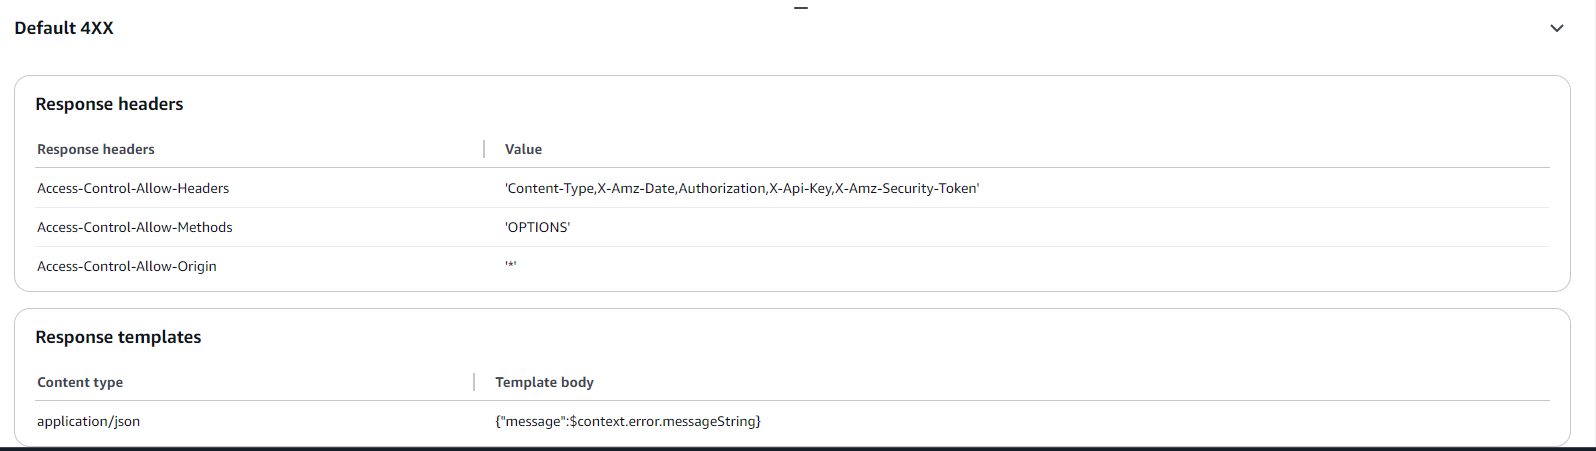 Default 4XX
Response headers
Response headers Value
Access-Control-Allow-Headers 'Content-Type,X-Amz-Date,Authorization,X-Api-Key,X-Amz-Security-Token'
Access-Control-Allow-Methods 'OPTIONS'
Access-Control-Allow-Origin '*'
Response templates
Content type Template body
application/json {"message":$context.error.messageString}